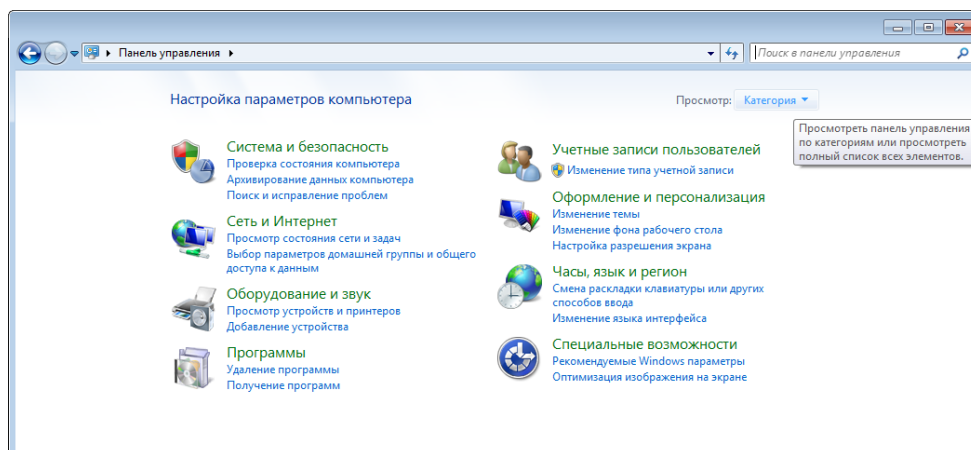 Панель управления
Поиск в панели управления
Настройка параметров компьютера
Просмотр: Категория
Просмотреть панель управления
по категориям или просмотреть
полный список всех элементов.
Система и безопасность
Проверка состояния компьютера
Архивирование данных компьютера
Поиск и исправление проблем
Сеть и Интернет
Просмотр состояния сети и задач
Выбор параметров домашней группы и общего
доступа к данным
Оборудование и звук
Просмотр устройств и принтеров
Добавление устройства
Программы
Удаление программы
Получение программ
Учетные записи пользователей
Изменение типа учетной записи
Оформление и персонализация
Изменение темы
Изменение фона рабочего стола
Настройка разрешения экрана
Часы, язык и регион
Смена раскладки клавиатуры или других
способов ввода
Изменение языка интерфейса
Специальные возможности
Рекомендуемые Windows параметры
Оптимизация изображения на экране